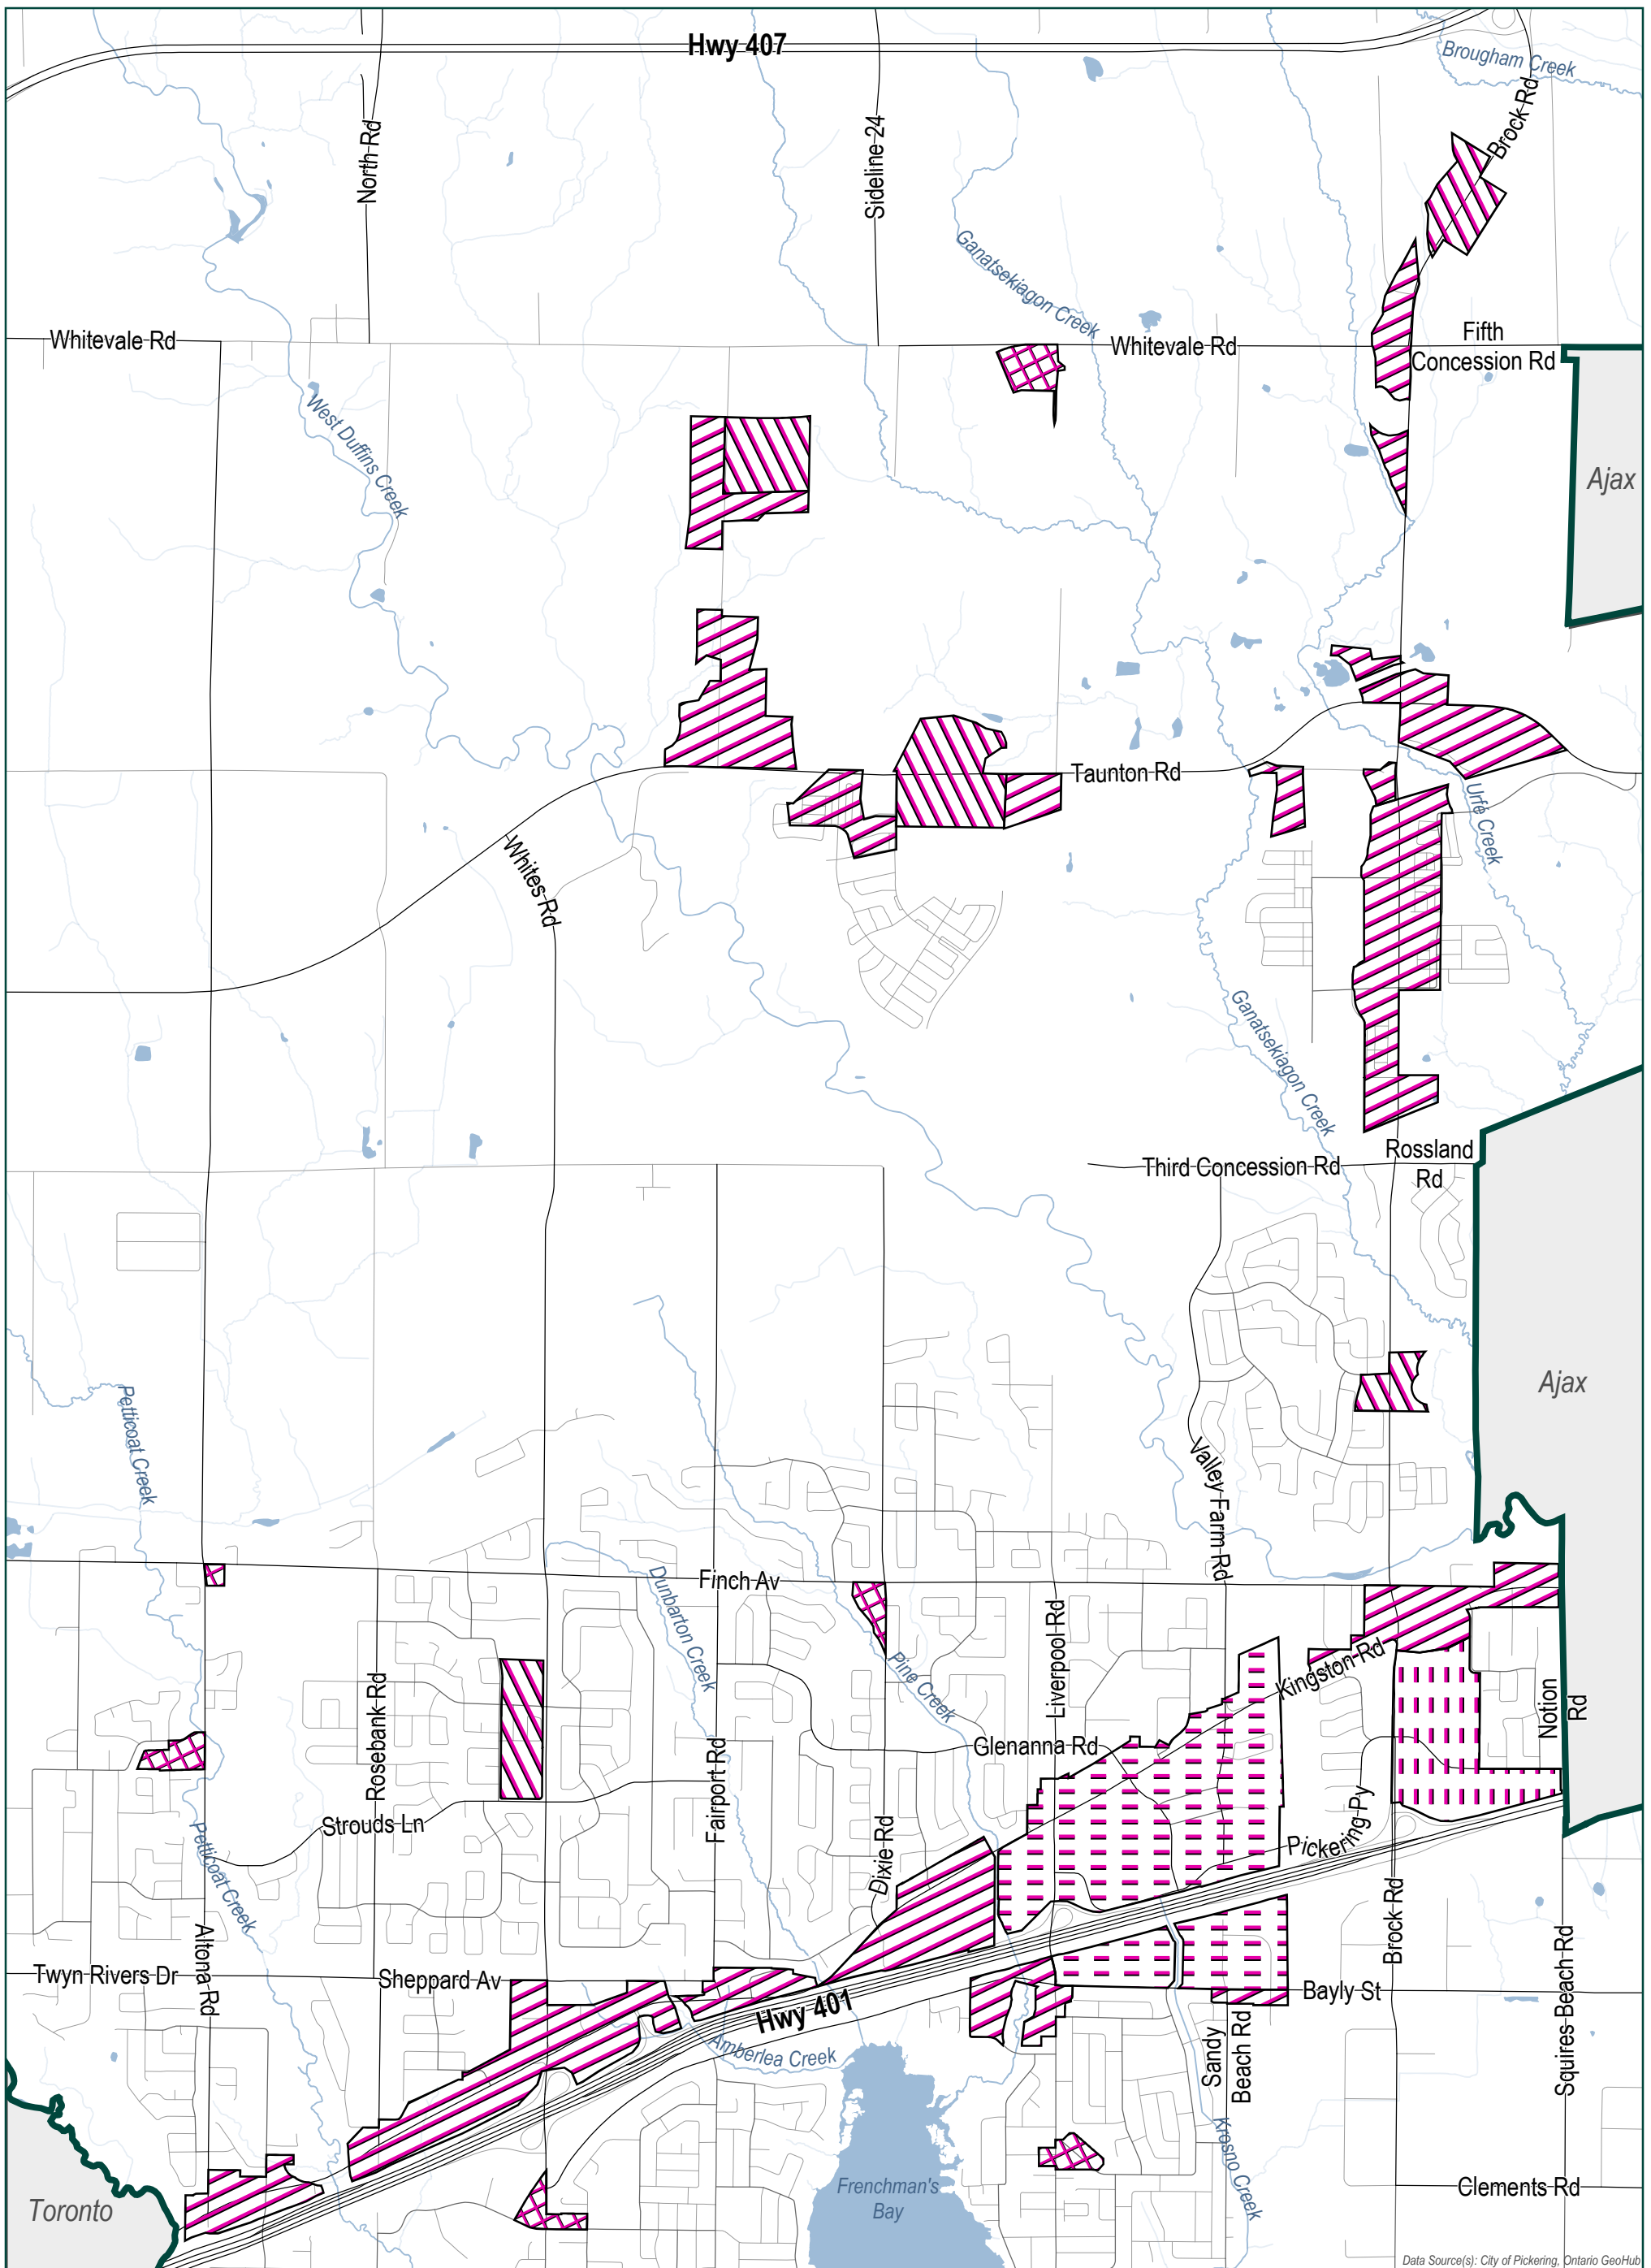 Hwy 407
Brougham Creek
Brock Rd
North Rd
Sideline 24
Ganatsekiagon Creek
Whitevale Rd
Whitevale Rd
Fifth
Concession Rd
West Duffins Creek
Ajax
Taunton Rd
Whites Rd
Urfe Creek
Ganatsekiagon Creek
Third Concession Rd
Rossland
Rd
Petticoat Creek
Ajax
Valley Farm Rd
Finch Av
Dunbarton Creek
Liverpool Rd
Pine Creek
Kingston Rd
Rosebank Rd
Notion
Rd
Glenanna Rd
Fairport Rd
Strouds Ln
Dixie Rd
Pickering Py
Petticoat Creek
Altona Rd
Brock Rd
Squires Beach Rd
Twyn Rivers Dr
Sheppard Av
Bayly St
Hwy 401
Amberlea Creek
Sandy
Beach Rd
Krosno Creek
Frenchman's
Bay
Clements Rd
Toronto
Data Source(s): City of Pickering, Ontario GeoHub